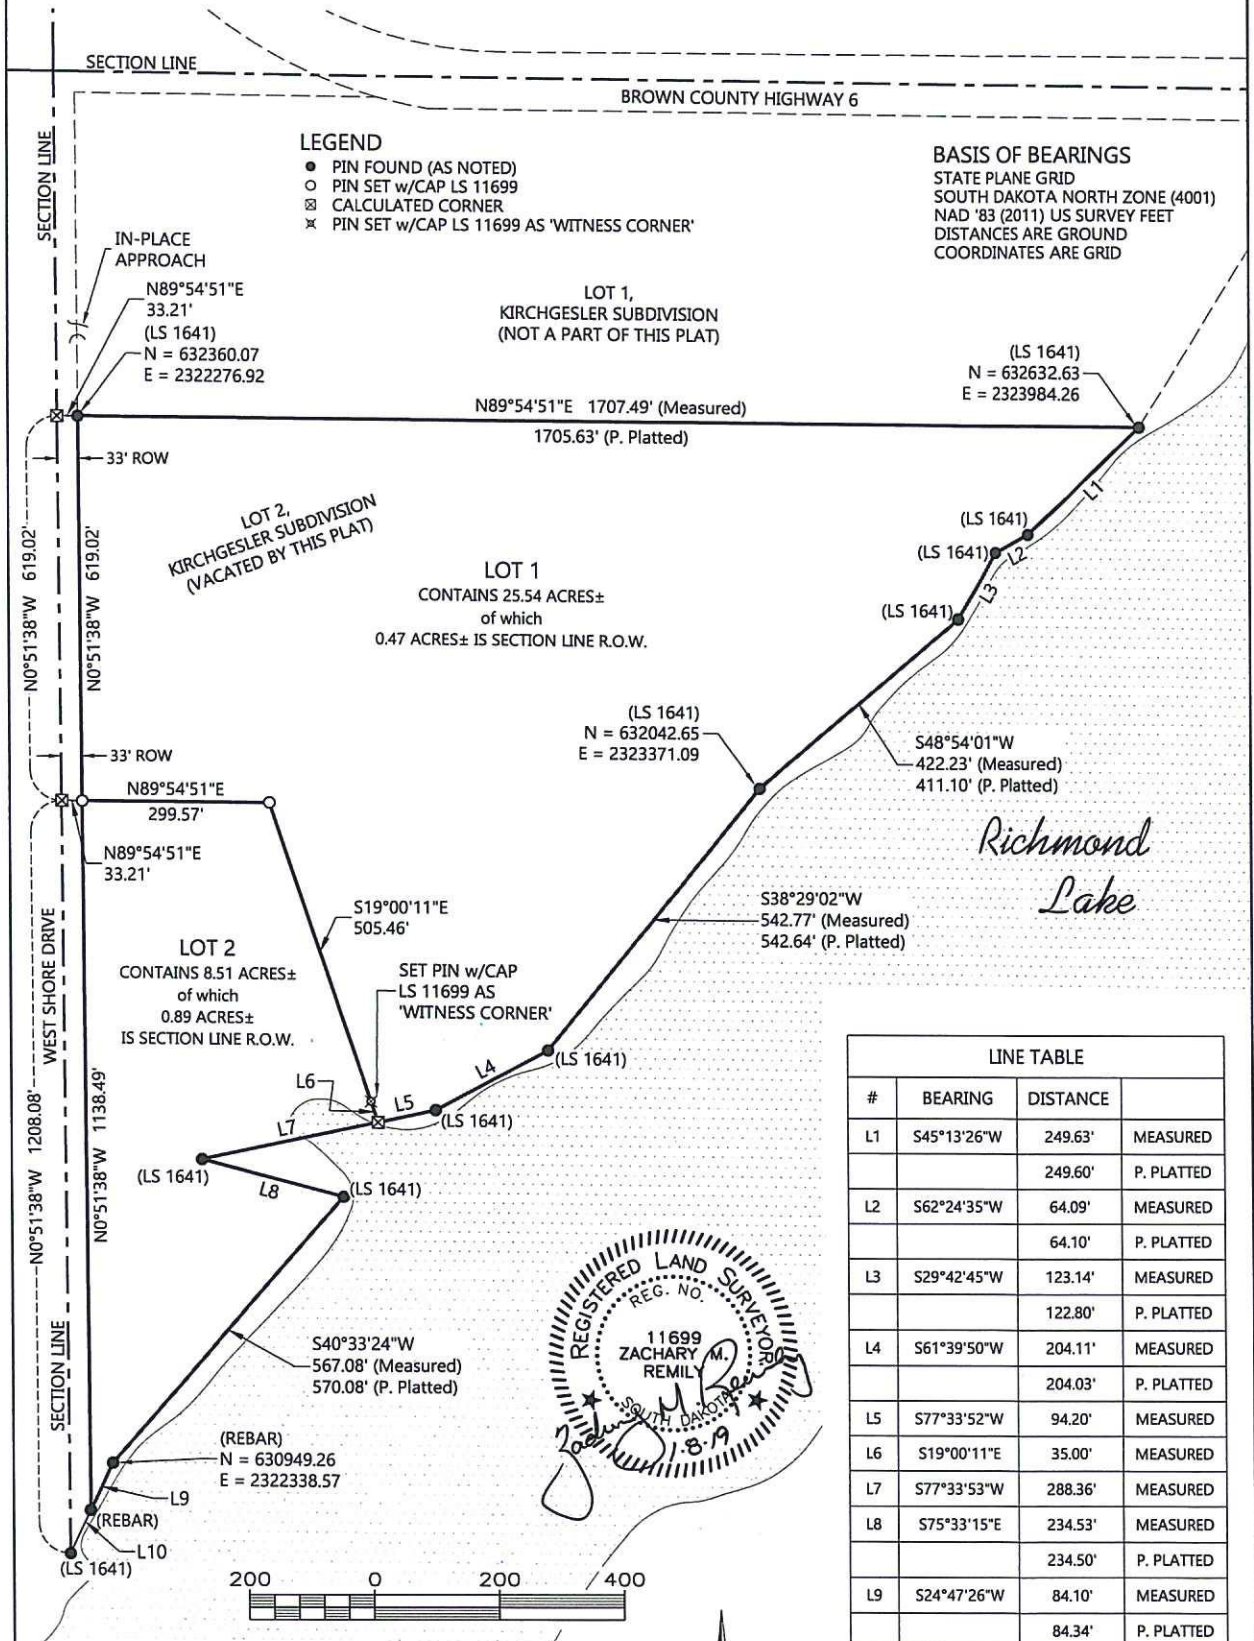 SECTION LINE
BROWN COUNTY HIGHWAY 6
SECTION LINE
LEGEND
PIN FOUND (AS NOTED)
PIN SET w/CAP LS 11699
CALCULATED CORNER
PIN SET w/CAP LS 11699 AS 'WITNESS CORNER'
BASIS OF BEARINGS
STATE PLANE GRID
SOUTH DAKOTA NORTH ZONE (4001)
NAD '83 (2011) US SURVEY FEET
DISTANCES ARE GROUND
COORDINATES ARE GRID
IN-PLACE
APPROACH
N89°54'51"E
33.21'
(LS 1641)
N = 632360.07
E = 2322276.92
LOT 1,
KIRCHGESLER SUBDIVISION
(NOT A PART OF THIS PLAT)
(LS 1641)
N = 632632.63
E = 2323984.26
N89°54'51"E 1707.49' (Measured)
1705.63' (P. Platted)
33' ROW
LOT 2,
KIRCHGESLER SUBDIVISION
(VACATED BY THIS PLAT)
N0°51'38"W 619.02'
N0°51'38"W 619.02'
LOT 1
CONTAINS 25.54 ACRES±
of which
0.47 ACRES± IS SECTION LINE R.O.W.
L1
(LS 1641)
(LS 1641)
L2
L3
(LS 1641)
(LS 1641)
N = 632042.65
E = 2323371.09
S48°54'01"W
422.23' (Measured)
411.10' (P. Platted)
33' ROW
N89°54'51"E
299.57'
N89°54'51"E
33.21'
Richmond
Lake
S19°00'11"E
505.46'
S38°29'02"W
542.77' (Measured)
542.64' (P. Platted)
WEST SHORE DRIVE
LOT 2
CONTAINS 8.51 ACRES±
of which
0.89 ACRES±
IS SECTION LINE R.O.W.
SET PIN w/CAP
LS 11699 AS
'WITNESS CORNER'
(LS 1641)
L4
L6
L5
(LS 1641)
L7
(LS 1641)
L8
(LS 1641)
N0°51'38"W 1208.08'
N0°51'38"W 1138.49'
SECTION LINE
S40°33'24"W
567.08' (Measured)
570.08' (P. Platted)
(REBAR)
N = 630949.26
E = 2322338.57
L9
(REBAR)
L10
(LS 1641)
REGISTERED LAND SURVEYOR
REG. NO.
11699
ZACHARY M.
REMILY
SOUTH DAKOTA
1-8-19
200 0 200 400
LINE TABLE
# BEARING DISTANCE
L1 S45°13'26"W 249.63' MEASURED
249.60' P. PLATTED
L2 S62°24'35"W 64.09' MEASURED
64.10' P. PLATTED
L3 S29°42'45"W 123.14' MEASURED
122.80' P. PLATTED
L4 S61°39'50"W 204.11' MEASURED
204.03' P. PLATTED
L5 S77°33'52"W 94.20' MEASURED
L6 S19°00'11"E 35.00' MEASURED
L7 S77°33'53"W 288.36' MEASURED
L8 S75°33'15"E 234.53' MEASURED
234.50' P. PLATTED
L9 S24°47'26"W 84.10' MEASURED
84.34' P. PLATTED